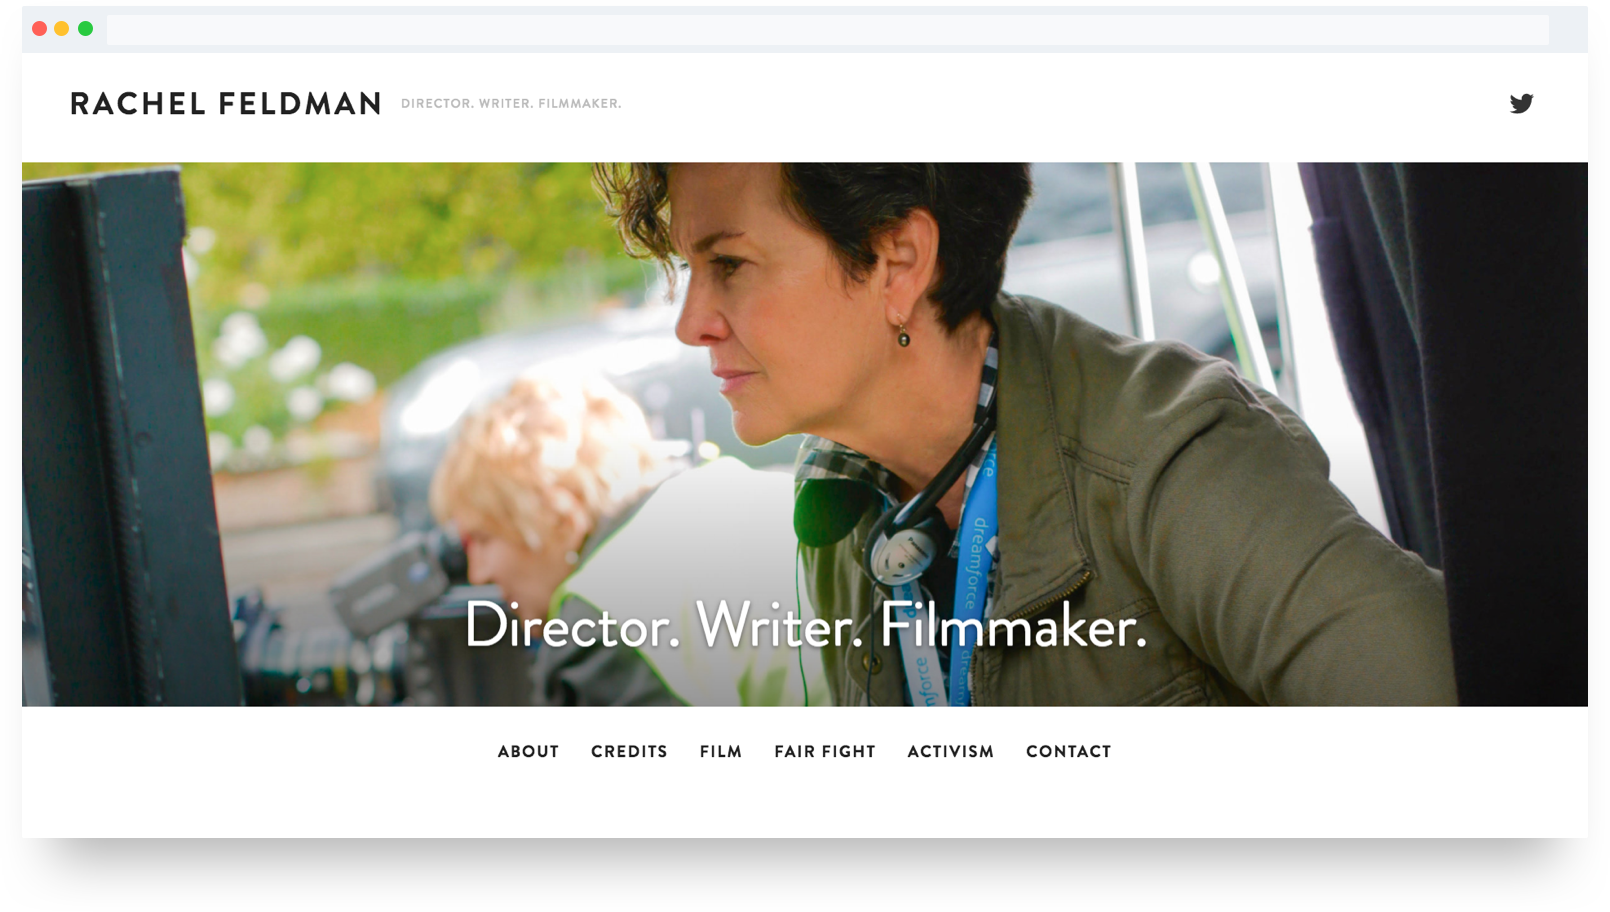 RACHEL FELDMAN DIRECTOR. WRITER. FILMMAKER.
dreamforce
Director. Writer. Filmmaker.
ABOUT CREDITS FILM FAIR FIGHT ACTIVISM CONTACT